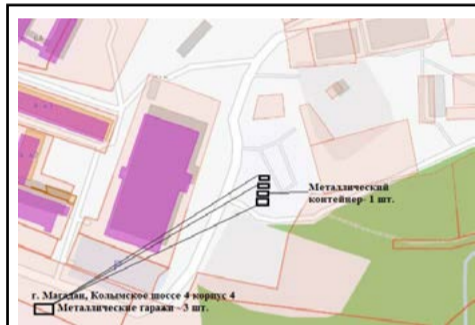 Металлический
контейнер- 1 шт.
г. Магадан, Колымское шоссе 4 корпус 4
Металлические гаражи – 3 шт.